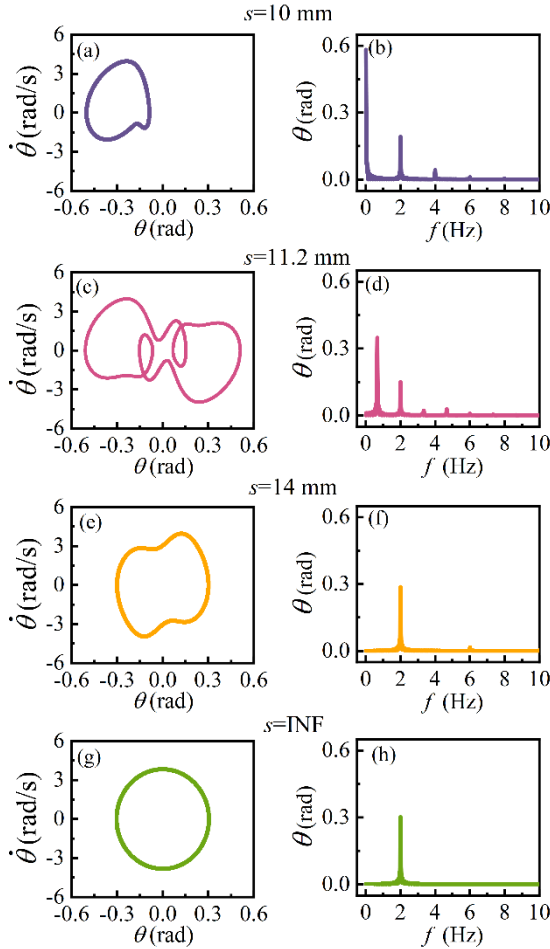 s=10 mm
(a)
(b)
6
3
0
-3
-6
θ̇ (rad/s)
-0.6 -0.3 0.0 0.3 0.6
θ (rad)
0.6
0.3
0.0
θ (rad)
0 2 4 6 8 10
f (Hz)
s=11.2 mm
(c)
(d)
6
3
0
-3
-6
θ̇ (rad/s)
-0.6 -0.3 0.0 0.3 0.6
θ (rad)
0.6
0.3
0.0
θ (rad)
0 2 4 6 8 10
f (Hz)
s=14 mm
(e)
(f)
6
3
0
-3
-6
θ̇ (rad/s)
-0.6 -0.3 0.0 0.3 0.6
θ (rad)
0.6
0.3
0.0
θ (rad)
0 2 4 6 8 10
f (Hz)
s=INF
(g)
(h)
6
3
0
-3
-6
θ̇ (rad/s)
-0.6 -0.3 0.0 0.3 0.6
θ (rad)
0.6
0.3
0.0
θ (rad)
0 2 4 6 8 10
f (Hz)